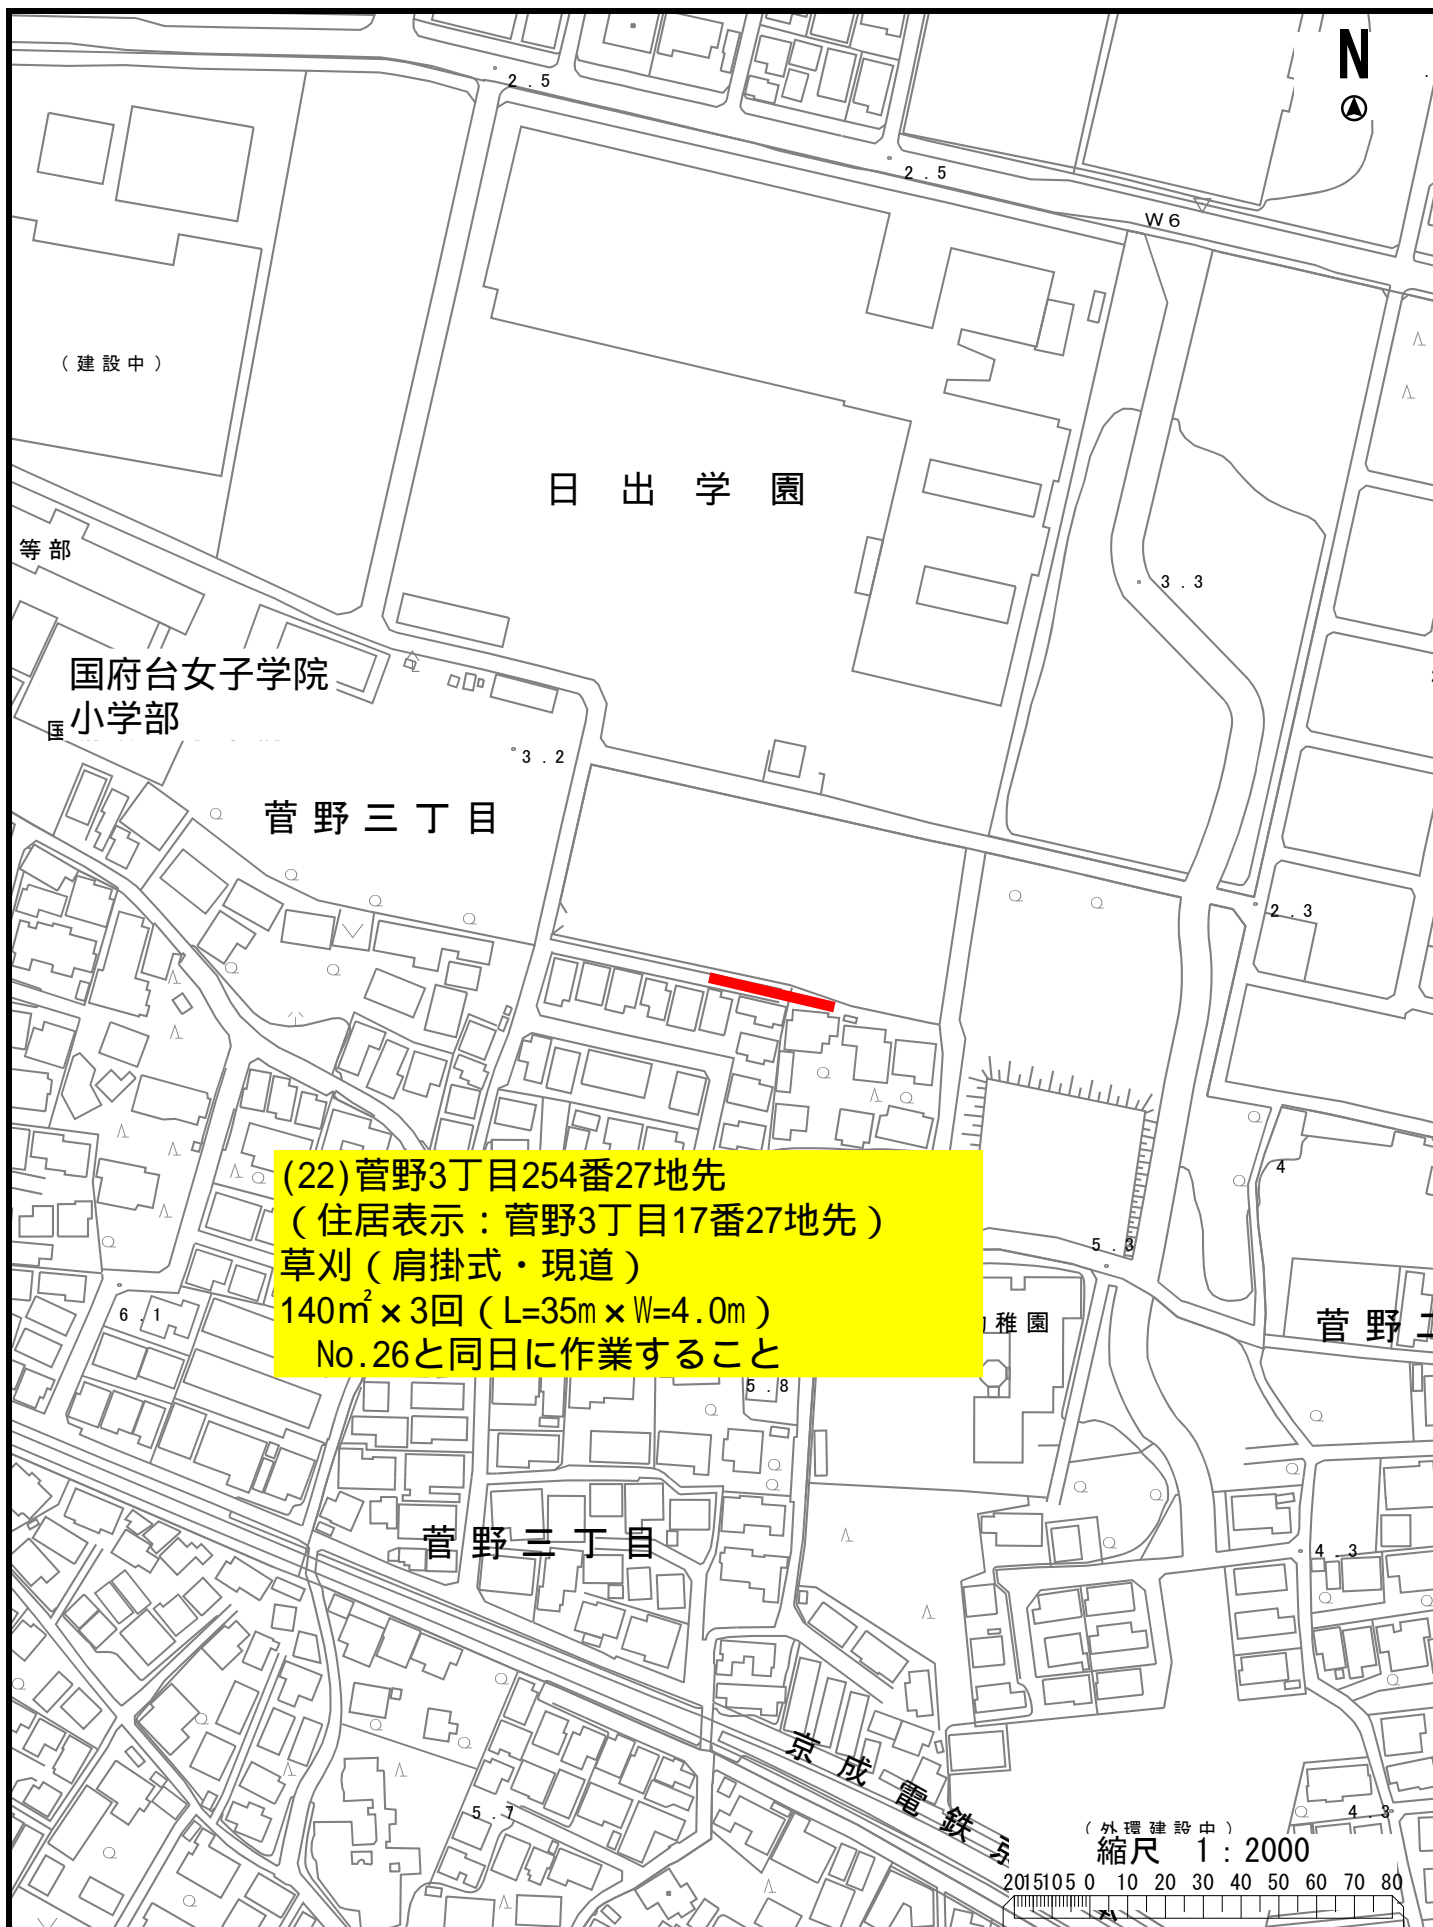 N
2.5
2.5
W6
（建設中）
日出学園
等部
3.3
国府台女子学院
小学部
3.2
菅野三丁目
2.3
(22)菅野3丁目254番27地先
（住居表示：菅野3丁目17番27地先）
草刈（肩掛式・現道）
140㎡×3回（L=35m×W=4.0m）
No.26と同日に作業すること
4
5.3
6.1
稚園
菅野
5.8
菅野三丁目
4.3
京成電鉄
5.7
4.3
（外環建設中）
縮尺 1：2000
20 15 10 5 0 10 20 30 40 50 60 70 80